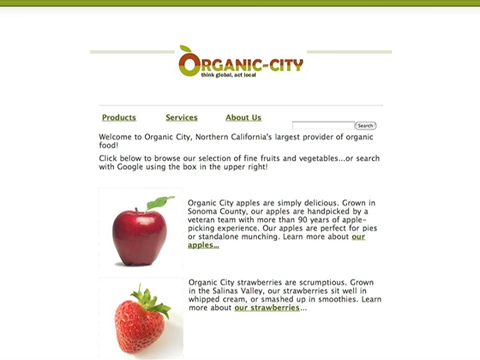 ORGANIC-CITY
think global, act local
Products Services About Us
Search
Welcome to Organic City, Northern California's largest provider of organic
food!
Click below to browse our selection of fine fruits and vegetables...or search
with Google using the box in the upper right!
Organic City apples are simply delicious. Grown in
Sonoma County, our apples are handpicked by a
veteran team with more than 90 years of apple-
picking experience. Our apples are perfect for pies
or standalone munching. Learn more about our
apples...
Organic City strawberries are scrumptious. Grown
in the Salinas Valley, our strawberries sit well in
whipped cream, or smashed up in smoothies. Learn
more about our strawberries...